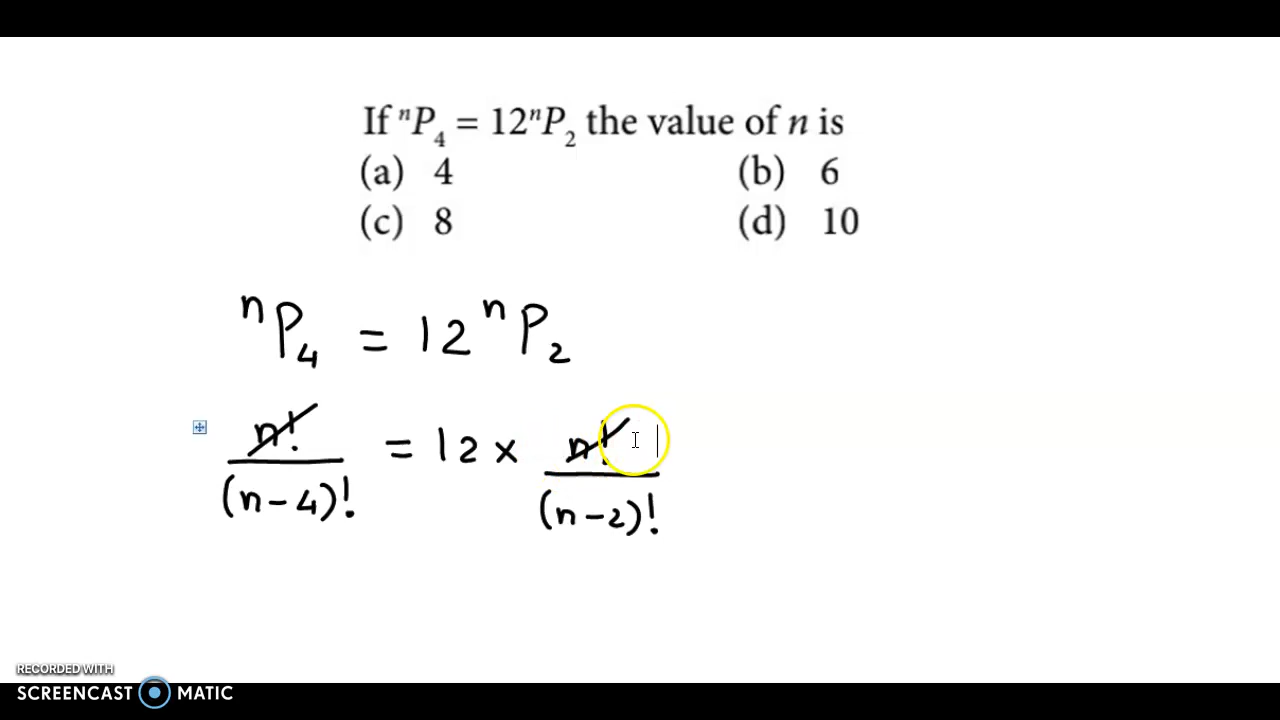 If ⁿP₄ = 12ⁿP₂ the value of n is
(a) 4 (b) 6
(c) 8 (d) 10
ⁿP₄ = 12 ⁿP₂
n!/(n-4)! = 12 × n!/(n-2)!
RECORDED WITH
SCREENCAST MATIC